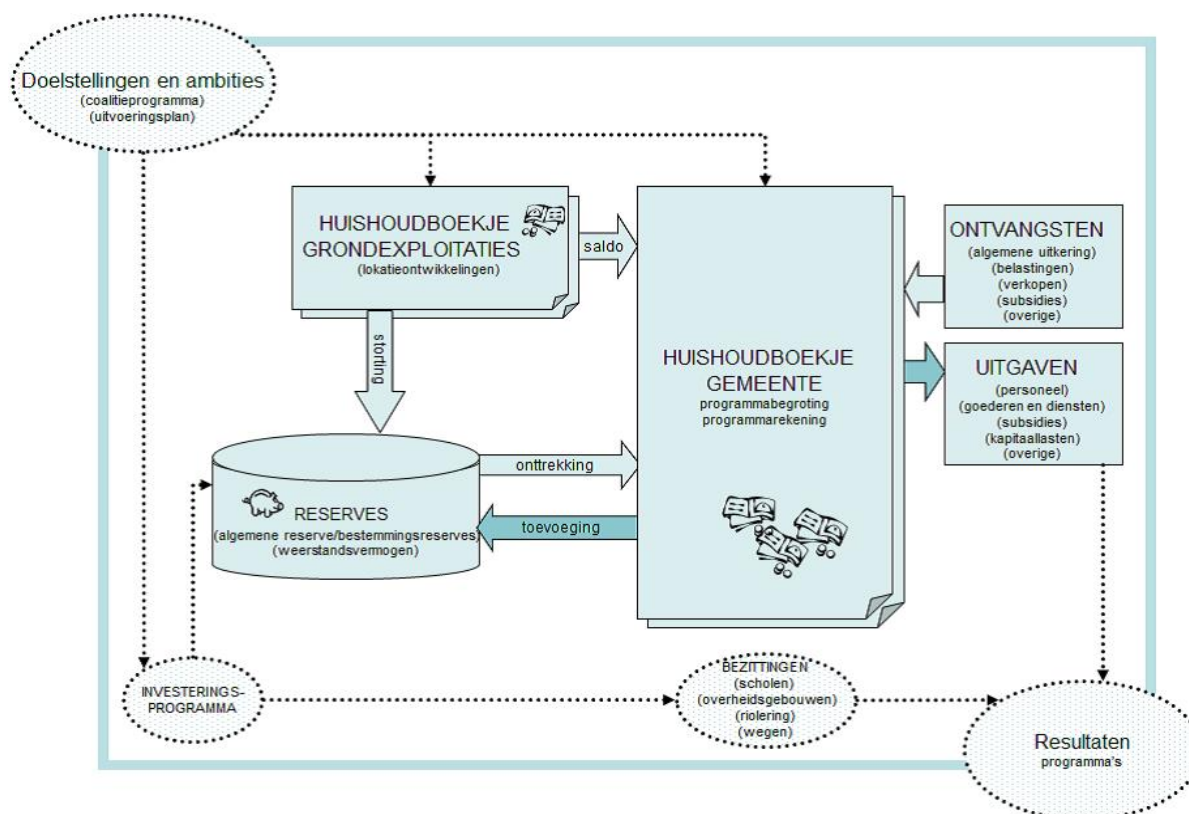 Doelstellingen en ambities
(coalitieprogramma)
(uitvoeringsplan)
HUISHOUDBOEKJE
GRONDEXPLOITATIES
(lokatieontwikkelingen)
saldo
storting
HUISHOUDBOEKJE
GEMEENTE
programmabegroting
programmarekening
ONTVANGSTEN
(algemene uitkering)
(belastingen)
(verkopen)
(subsidies)
(overige)
UITGAVEN
(personeel)
(goederen en diensten)
(subsidies)
(kapitaallasten)
(overige)
onttrekking
toevoeging
RESERVES
(algemene reserve/bestemmingsreserves)
(weerstandsvermogen)
INVESTERINGS-
PROGRAMMA
BEZITTINGEN
(scholen)
(overheidsgebouwen)
(riolering)
(wegen)
Resultaten
programma's